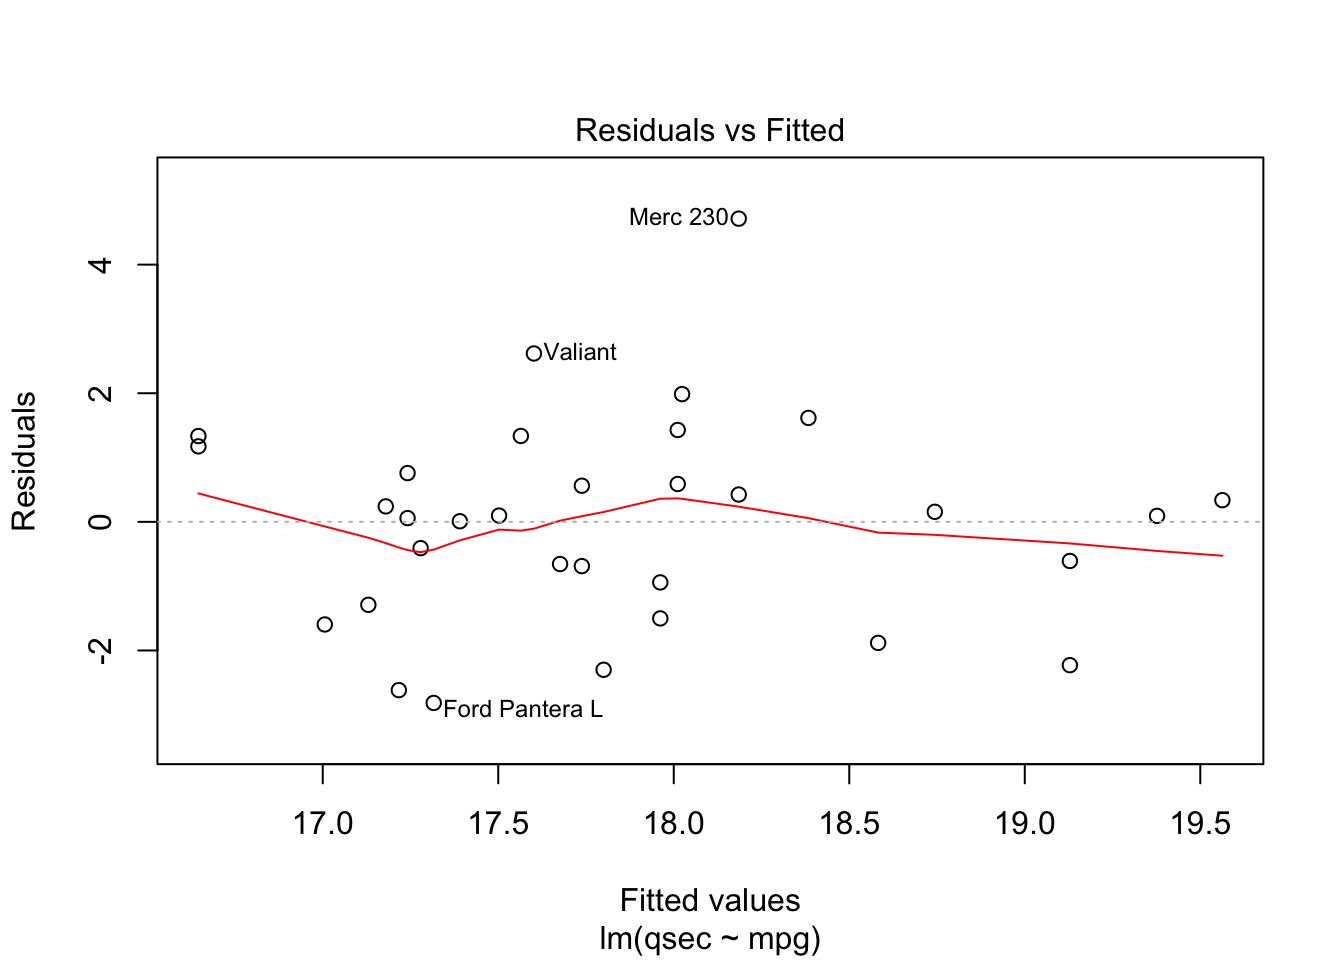 Residuals vs Fitted
Merc 230
Valiant
Ford Pantera L
Residuals
4
2
0
-2
17.0 17.5 18.0 18.5 19.0 19.5
Fitted values
lm(qsec ~ mpg)